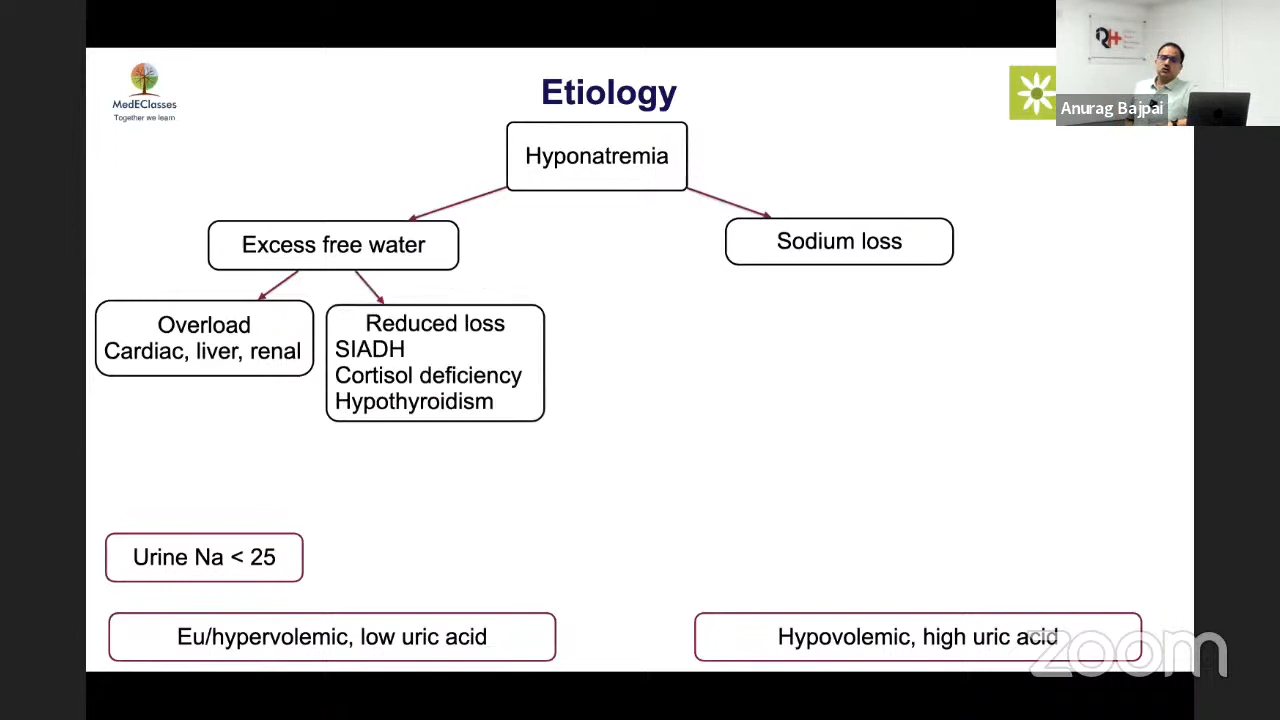 MedEClasses
Together we learn
Etiology
Anurag Bajpai
Hyponatremia
Excess free water
Sodium loss
Overload
Cardiac, liver, renal
Reduced loss
SIADH
Cortisol deficiency
Hypothyroidism
Urine Na < 25
Eu/hypervolemic, low uric acid
Hypovolemic, high uric acid
zoom